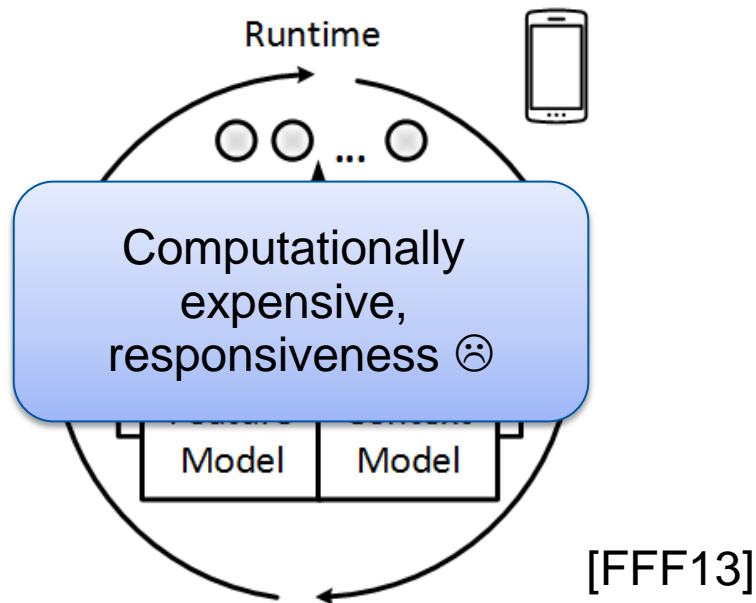 Runtime
...
Computationally
expensive,
responsiveness ☹
Model Model
[FFF13]